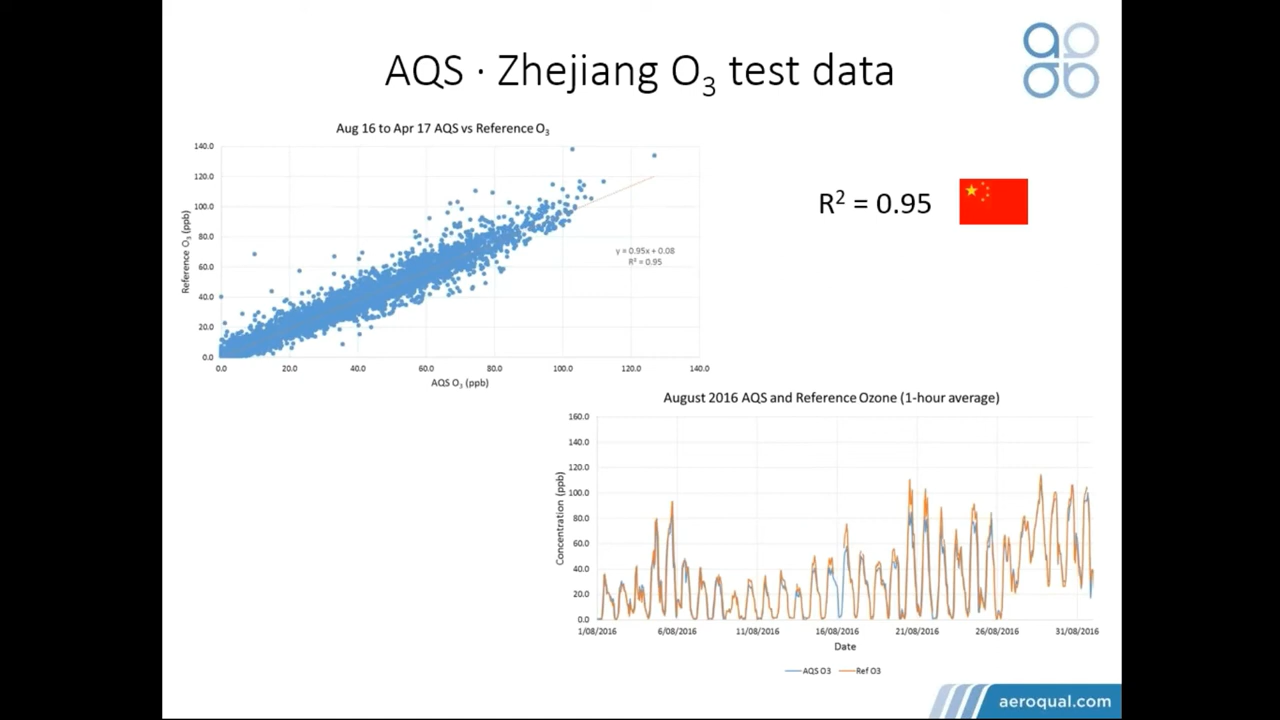 AQS · Zhejiang O₃ test data
Aug 16 to Apr 17 AQS vs Reference O₃
140.0
120.0
100.0
80.0
60.0
40.0
20.0
0.0
Reference O₃ (ppb)
y = 0.95x + 0.08
R² = 0.95
0.0 20.0 40.0 60.0 80.0 100.0 120.0 140.0
AQS O₃ (ppb)
R² = 0.95
August 2016 AQS and Reference Ozone (1-hour average)
160.0
140.0
120.0
100.0
80.0
60.0
40.0
20.0
0.0
Concentration (ppb)
1/08/2016 6/08/2016 11/08/2016 16/08/2016 21/08/2016 26/08/2016 31/08/2016
Date
AQS O3 Ref O3
aeroqual.com